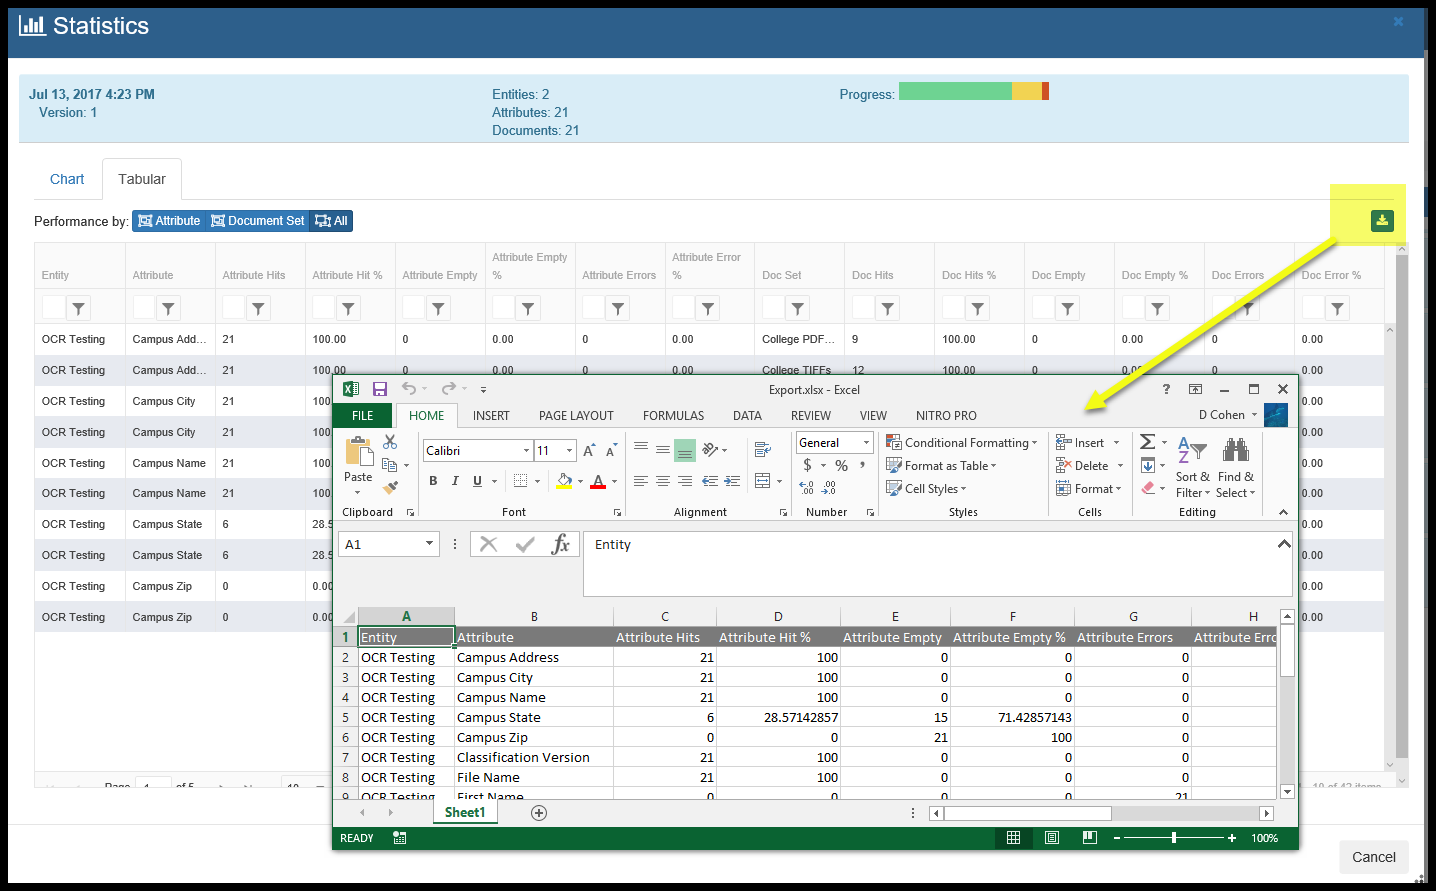 Statistics
Jul 13, 2017 4:23 PM
Version: 1
Entities: 2
Attributes: 21
Documents: 21
Progress:
Chart Tabular
Performance by: Attribute Document Set All
Entity Attribute Attribute Hits Attribute Hit % Attribute Empty Attribute Empty % Attribute Errors Attribute Error % Doc Set Doc Hits Doc Hits % Doc Empty Doc Empty % Doc Errors Doc Error %
OCR Testing Campus Add... 21 100.00 0 0.00 0 0.00 College PDF... 9 100.00 0 0.00 0 0.00
OCR Testing Campus Add... 21 100.00 0 0.00 0 0.00 College TIFFs 12 100.00 0 0.00 0 0.00
OCR Testing Campus City 21 100. 0.00
OCR Testing Campus City 21 100. 0.00
OCR Testing Campus Name 21 100. 0.00
OCR Testing Campus Name 21 100. 0.00
OCR Testing Campus State 6 28.5 0.00
OCR Testing Campus State 6 28.5 0.00
OCR Testing Campus Zip 0 0.00 0.00
OCR Testing Campus Zip 0 0.00 0.00
Page 1 of 5 10
10 of 42 items
Export.xlsx - Excel ?
FILE HOME INSERT PAGE LAYOUT FORMULAS DATA REVIEW VIEW NITRO PRO D Cohen
Paste
Calibri 11 A A
B I U A
General
$ % ,
.00 .00
Conditional Formatting
Format as Table
Cell Styles
Insert
Delete
Format
Sort & Filter
Find & Select
Clipboard Font Alignment Number Styles Cells Editing
A1 fx Entity
A B C D E F G H
1 Entity Attribute Attribute Hits Attribute Hit % Attribute Empty Attribute Empty % Attribute Errors Attribute Erro
2 OCR Testing Campus Address 21 100 0 0 0
3 OCR Testing Campus City 21 100 0 0 0
4 OCR Testing Campus Name 21 100 0 0 0
5 OCR Testing Campus State 6 28.57142857 15 71.42857143 0
6 OCR Testing Campus Zip 0 0 21 100 0
7 OCR Testing Classification Version 21 100 0 0 0
8 OCR Testing File Name 21 100 0 0 0
9 OCR Testing First Name 0 0 0 0 21
Sheet1
READY 100%
Cancel